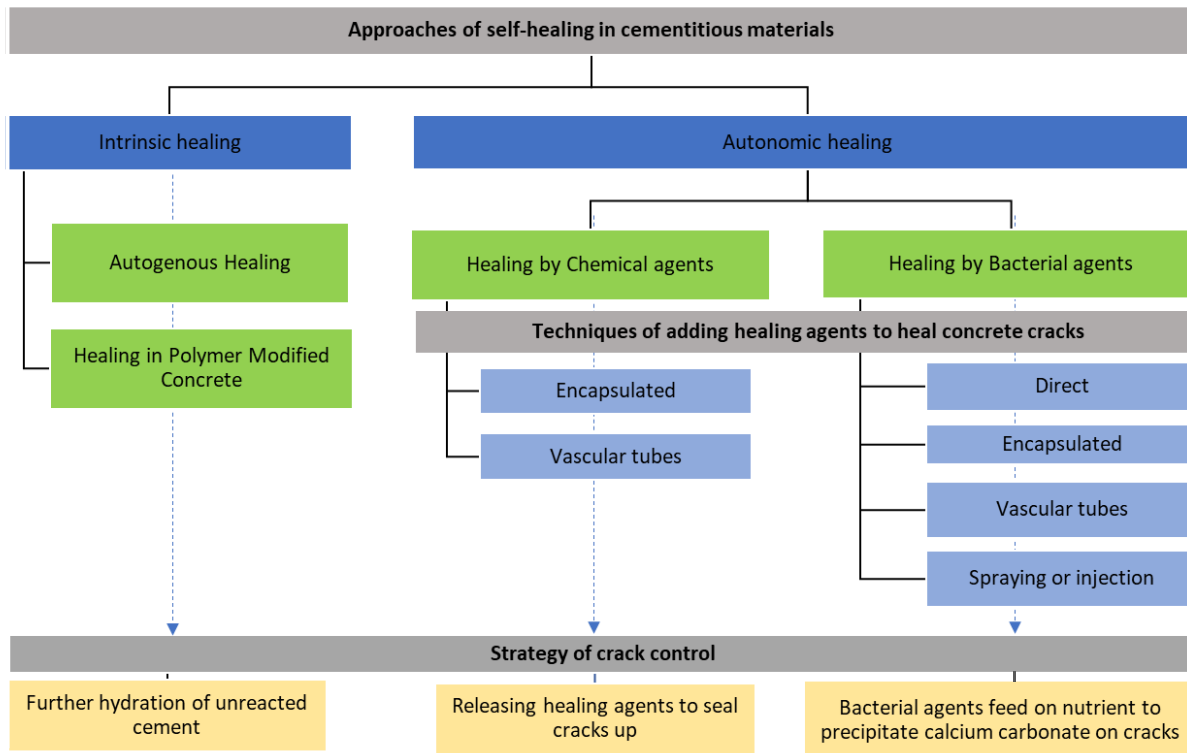 Approaches of self-healing in cementitious materials
Intrinsic healing
Autonomic healing
Autogenous Healing
Healing by Chemical agents
Healing by Bacterial agents
Techniques of adding healing agents to heal concrete cracks
Healing in Polymer Modified
Concrete
Encapsulated
Vascular tubes
Direct
Encapsulated
Vascular tubes
Spraying or injection
Strategy of crack control
Further hydration of unreacted
cement
Releasing healing agents to seal
cracks up
Bacterial agents feed on nutrient to
precipitate calcium carbonate on cracks